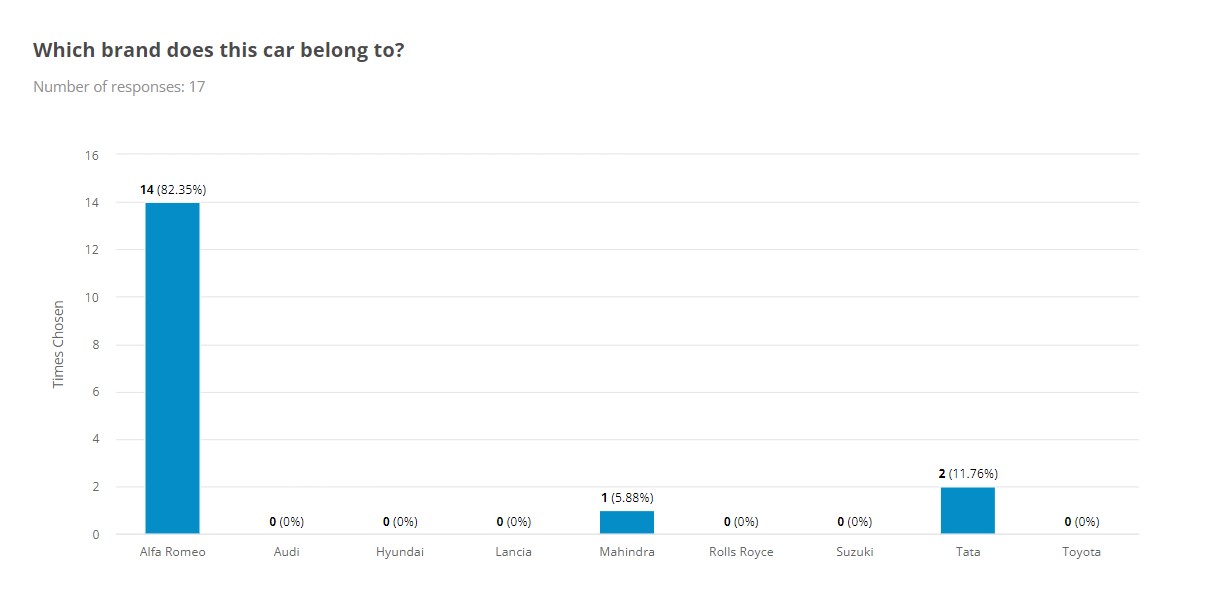 Which brand does this car belong to?
Number of responses: 17
16
14 (82.35%)
14
12
10
Times Chosen
8
6
4
2 (11.76%)
2
1 (5.88%)
0 (0%) 0 (0%) 0 (0%) 0 (0%) 0 (0%) 0 (0%)
0
Alfa Romeo Audi Hyundai Lancia Mahindra Rolls Royce Suzuki Tata Toyota